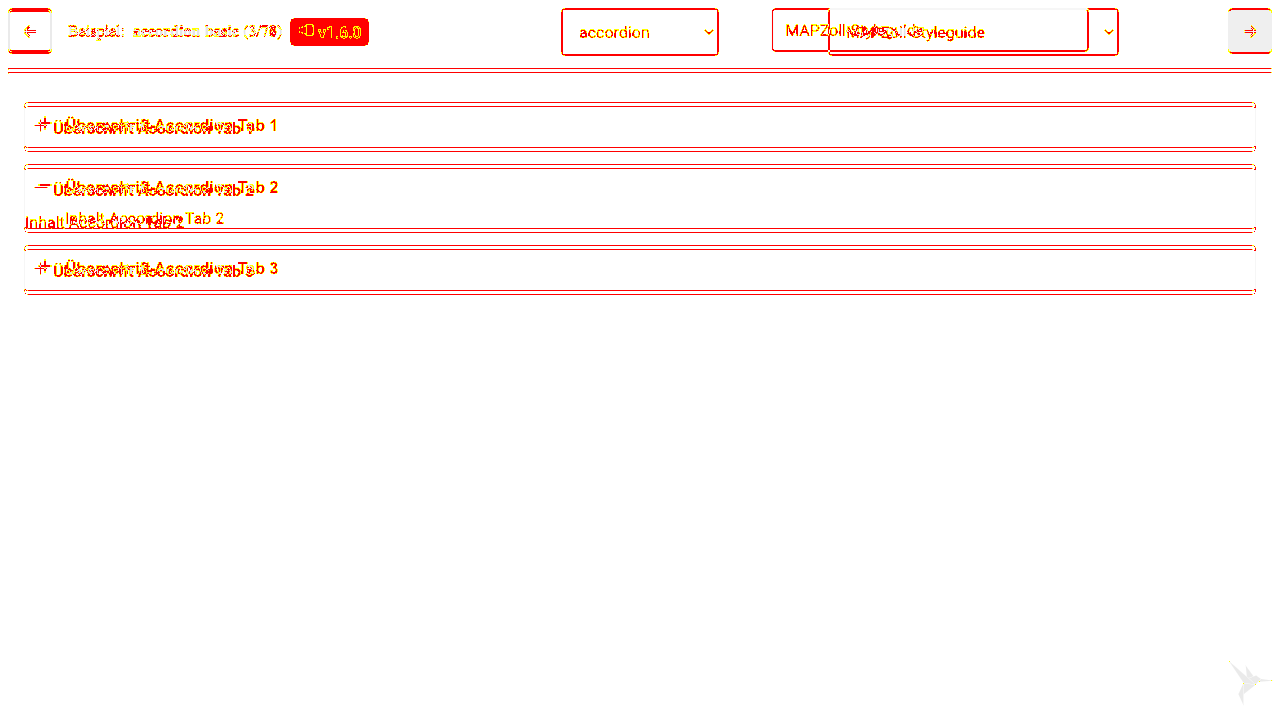 Beispiel: accordion basic (3/76) v1.6.0 accordion MAPZoll Styleguide
Überschrift Accordion Tab 1
Überschrift Accordion Tab 2
Inhalt Accordion Tab 2
Überschrift Accordion Tab 3